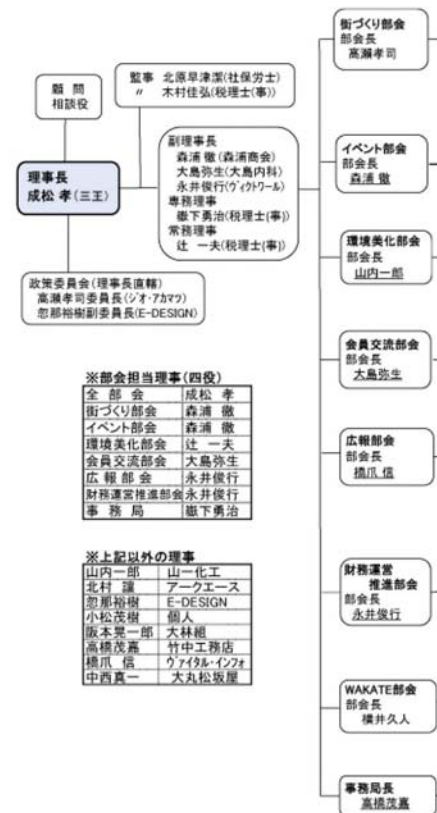 顧 問
相談役
監事 北原早津潔(社保労士)
〃 木村佳弘(税理士(事))
理事長
成松 孝(三王)
副理事長
森浦 徹(森浦商会)
大島弥生(大島内科)
永井俊行(ヴィクトワール)
専務理事
嶽下勇治(税理士(事))
常務理事
辻 一夫(税理士(事))
政策委員会(理事長直轄)
高瀬孝司委員長(ジオ・アカマツ)
忽那裕樹副委員長(E-DESIGN)
※部会担当理事(四役)
全 部 会 成松 孝
街づくり部会 森浦 徹
イベント部会 森浦 徹
環境美化部会 辻 一夫
会員交流部会 大島弥生
広 報 部 会 永井俊行
財務運営推進部会 永井俊行
事 務 局 嶽下勇治
※上記以外の理事
山内一郎 山一化工
北村 讓 アークエース
忽那裕樹 E-DESIGN
小松茂樹 個人
阪本晃一郎 大林組
高橋茂嘉 竹中工務店
橋爪 信 ヴァイタル・インフォ
中西真一 大丸松坂屋
街づくり部会
部会長
高瀬孝司
イベント部会
部会長
森浦 徹
環境美化部会
部会長
山内一郎
会員交流部会
部会長
大島弥生
広報部会
部会長
橋爪 信
財務運営
推進部会
部会長
永井俊行
WAKATE部会
部会長
横井久人
事務局長
高橋茂嘉